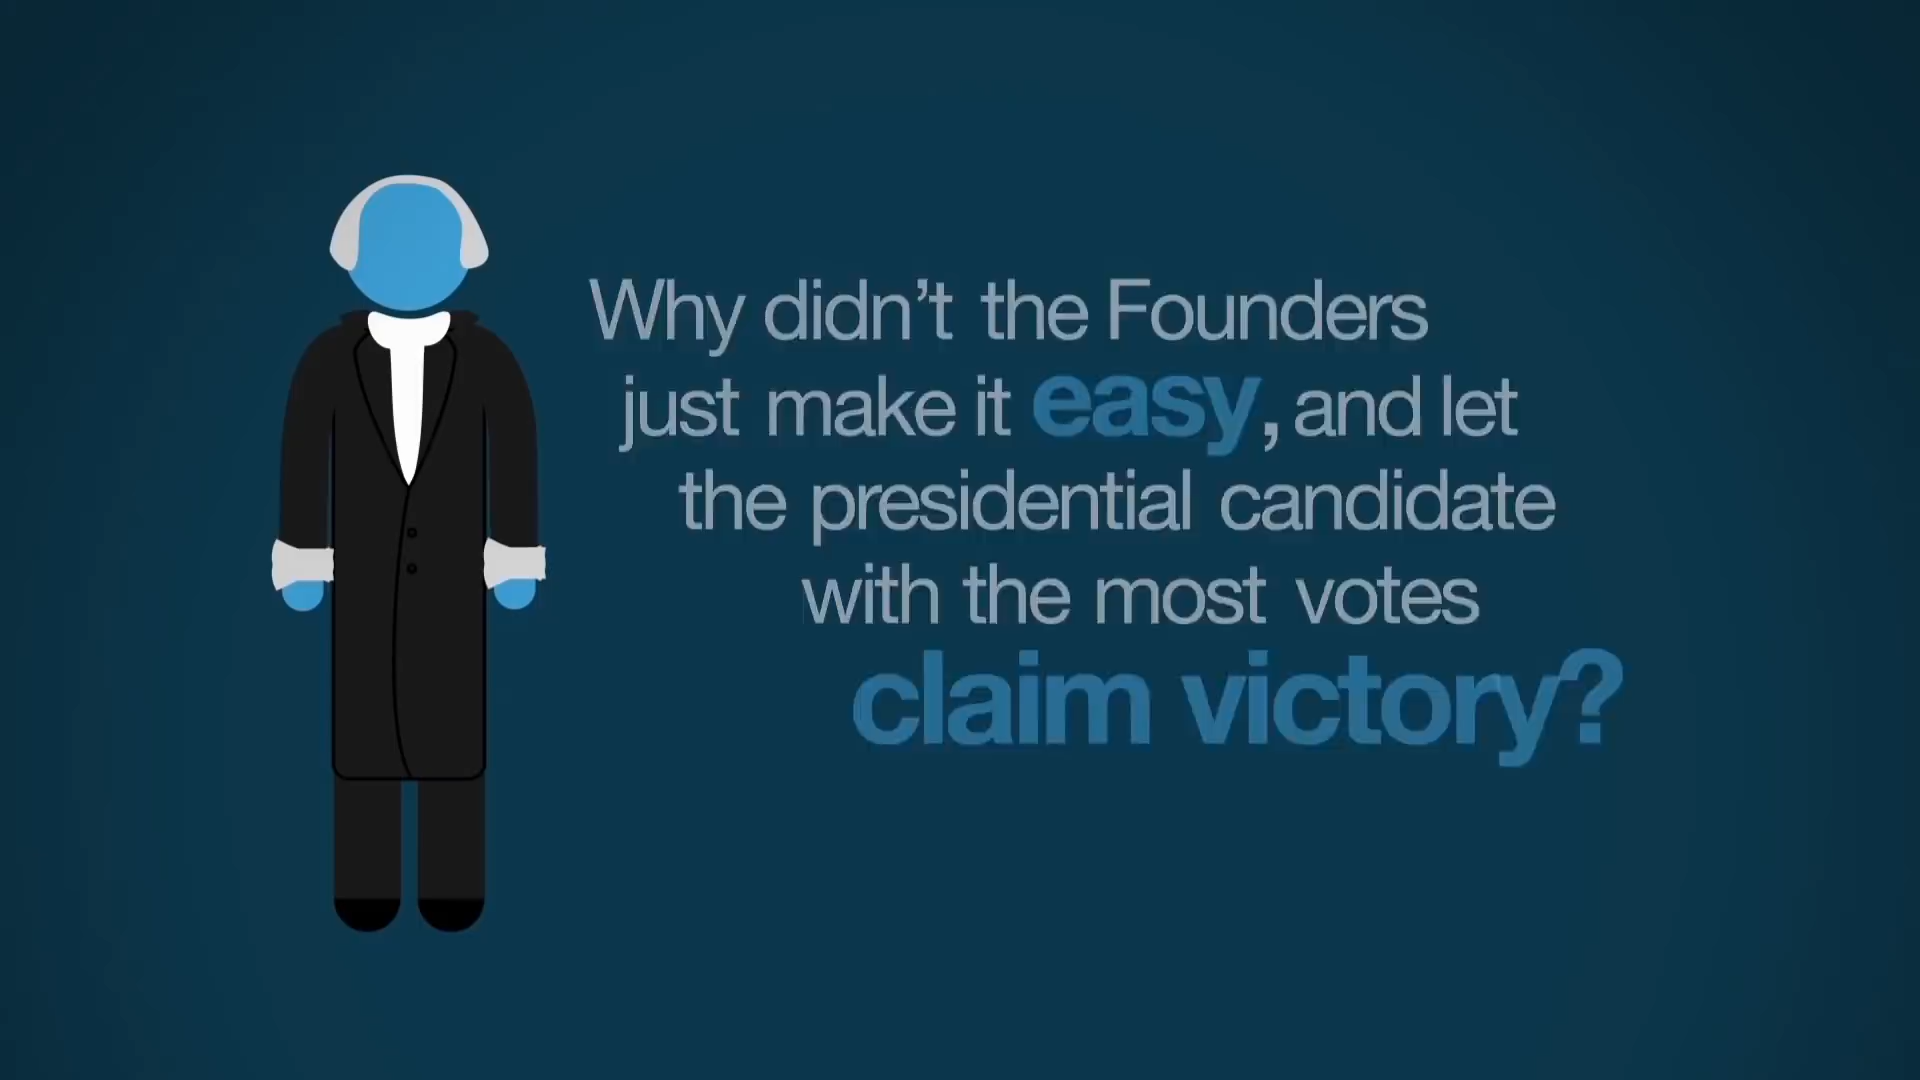 Why didn't the Founders
just make it easy, and let
the presidential candidate
with the most votes
claim victory?